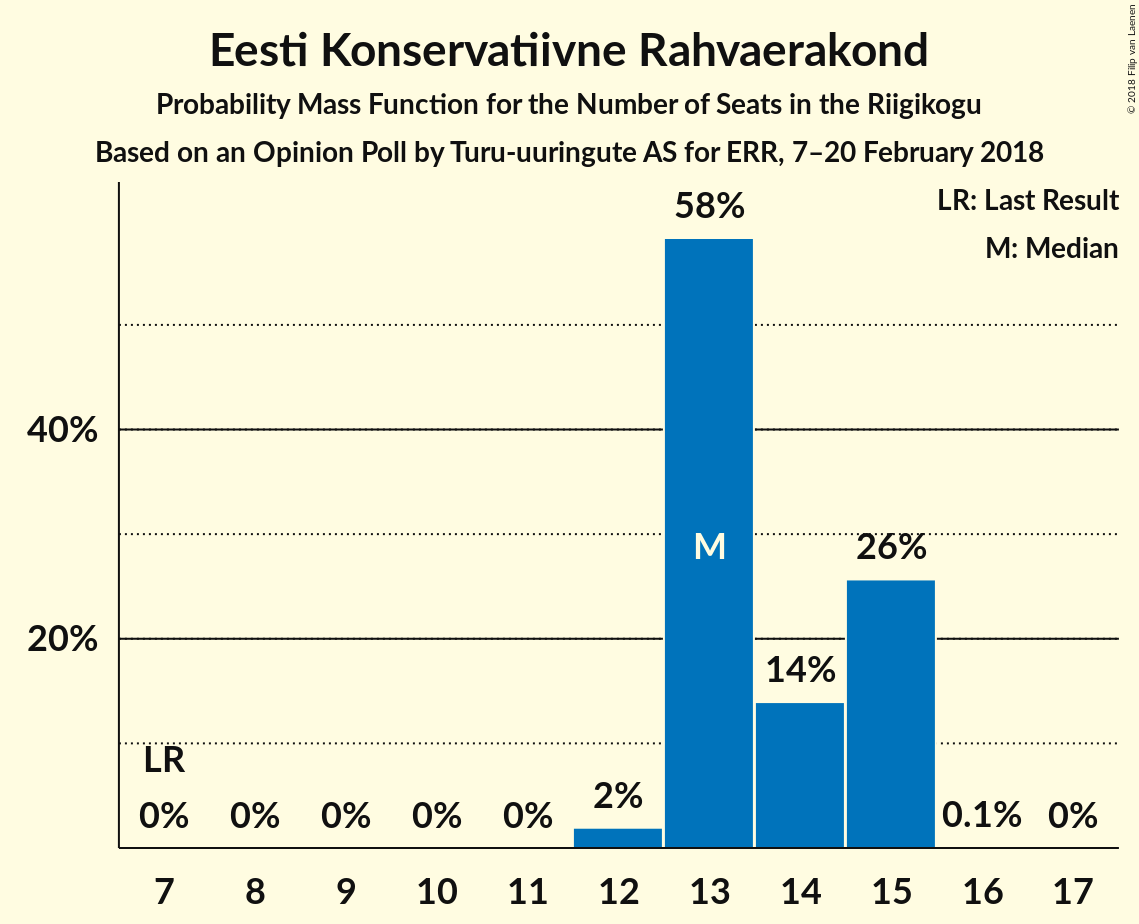 Eesti Konservatiivne Rahvaerakond
Probability Mass Function for the Number of Seats in the Riigikogu
Based on an Opinion Poll by Turu-uuringute AS for ERR, 7–20 February 2018
© 2018 Filip van Laenen
LR: Last Result
M: Median
58%
40%
M
26%
20%
14%
LR
2%
0% 0% 0% 0% 0% 0.1% 0%
7 8 9 10 11 12 13 14 15 16 17